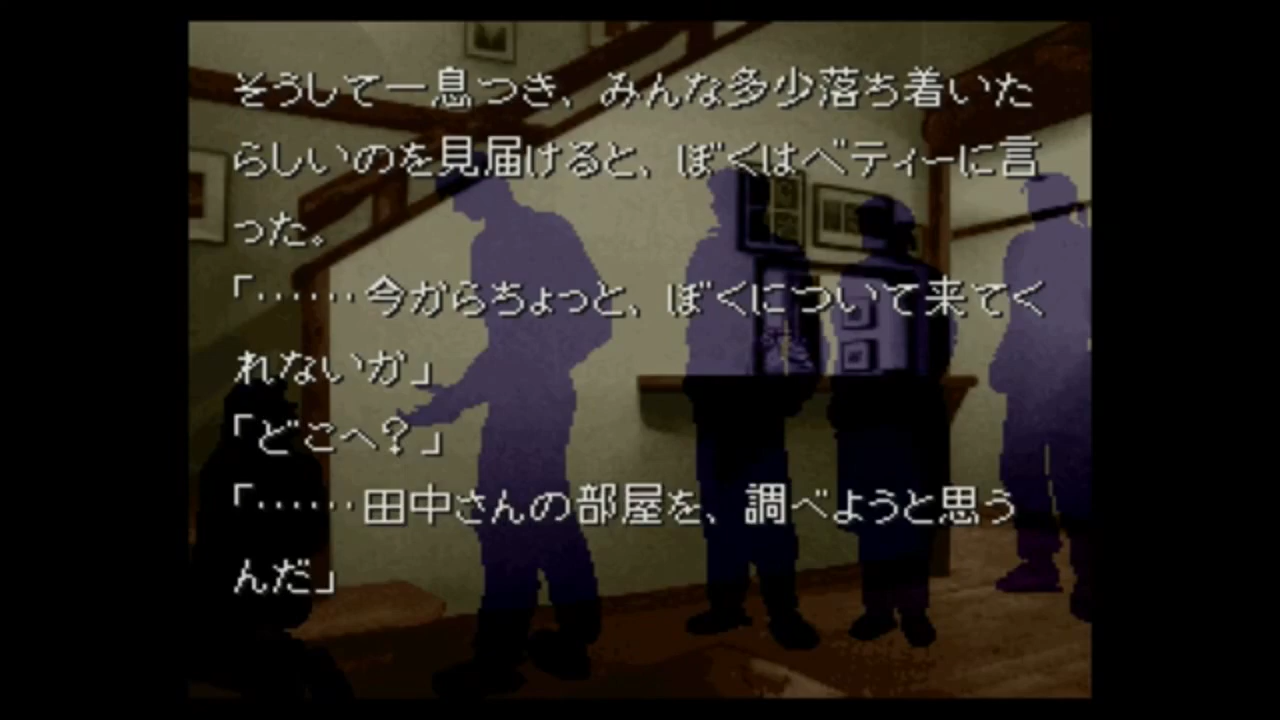 そうして一息つき、みんな多少落ち着いた
らしいのを見届けると、ぼくはベティーに言
った。
「……今からちょっと、ぼくについて来てく
れないか」
「どこへ？」
「……田中さんの部屋を、調べようと思う
んだ」